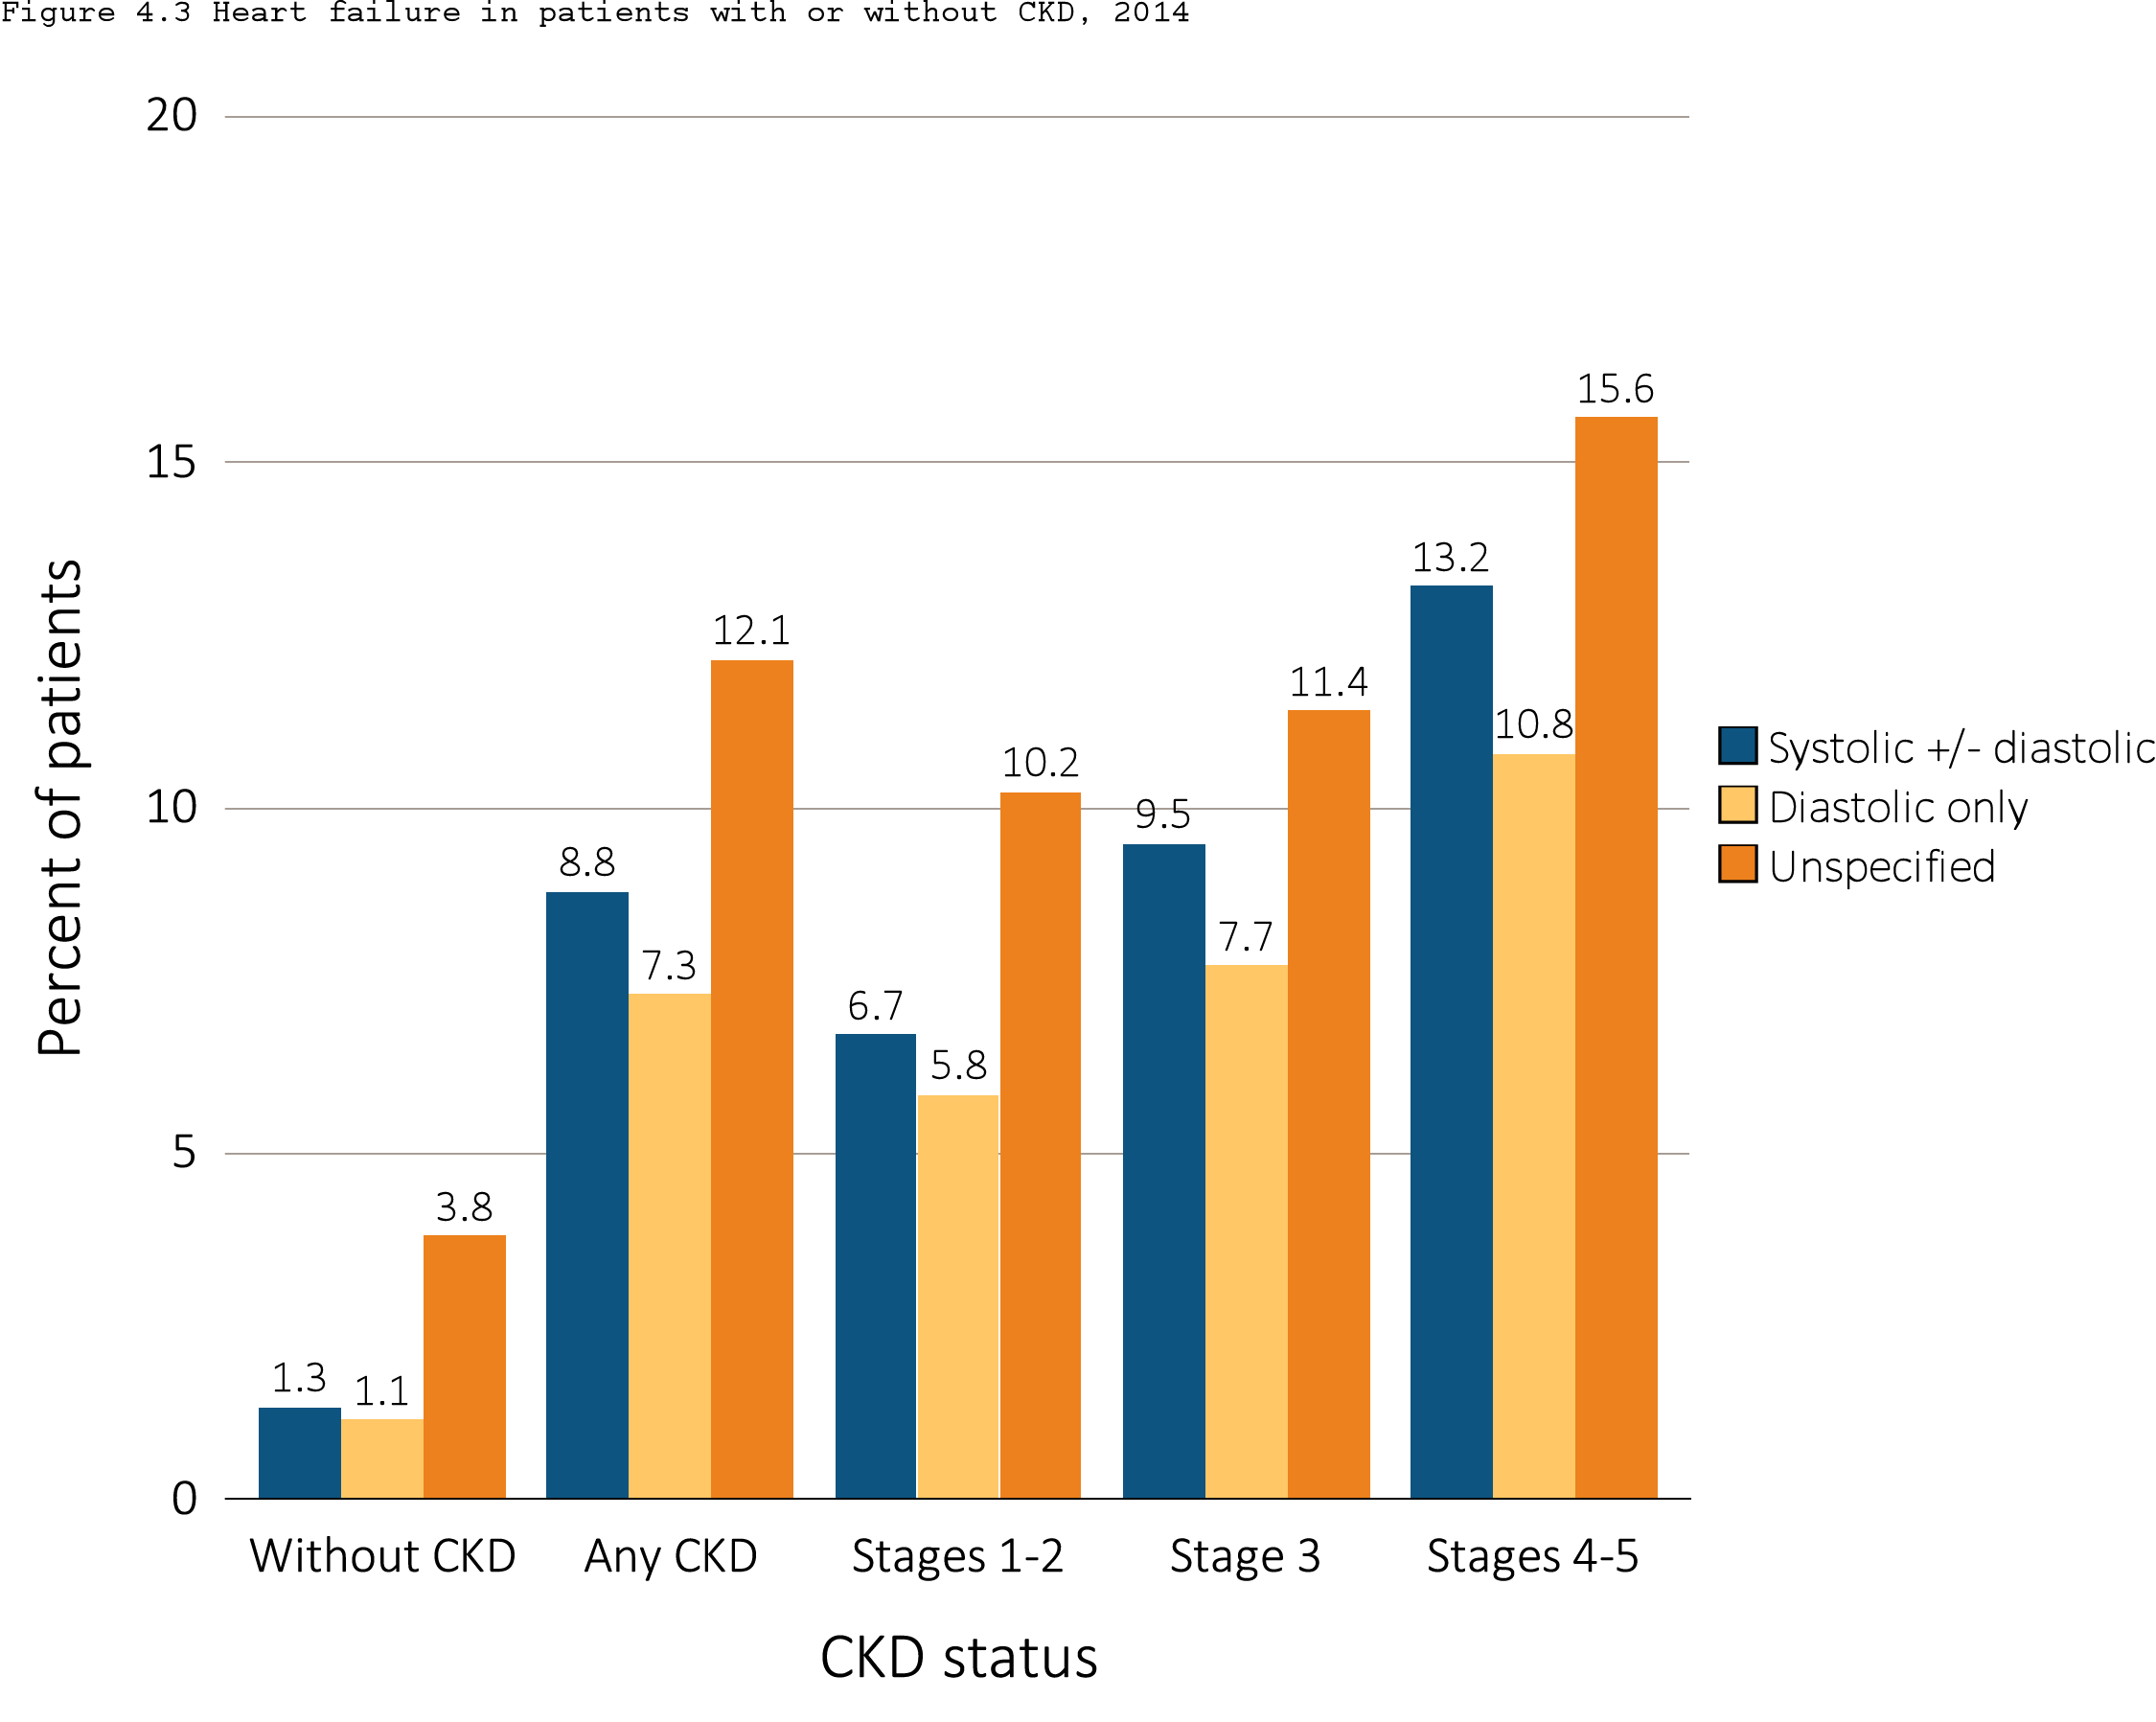 Figure 4.3 Heart failure in patients with or without CKD, 2014
20
15
10
5
0
Percent of patients
1.3
1.1
3.8
8.8
7.3
12.1
6.7
5.8
10.2
9.5
7.7
11.4
13.2
10.8
15.6
Systolic +/- diastolic
Diastolic only
Unspecified
Without CKD
Any CKD
Stages 1-2
Stage 3
Stages 4-5
CKD status